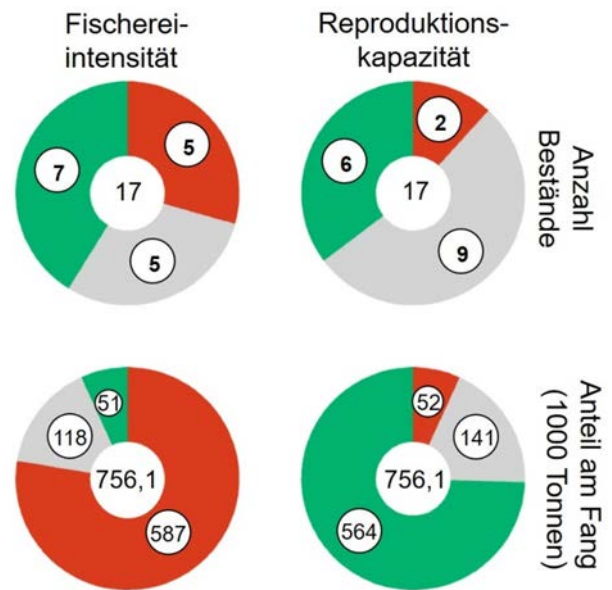 Fischerei-
intensität
Reproduktions-
kapazität
5
7
17
5
2
6
17
9
Anzahl
Bestände
51
118
756,1
587
52
141
756,1
564
Anteil am Fang
(1000 Tonnen)